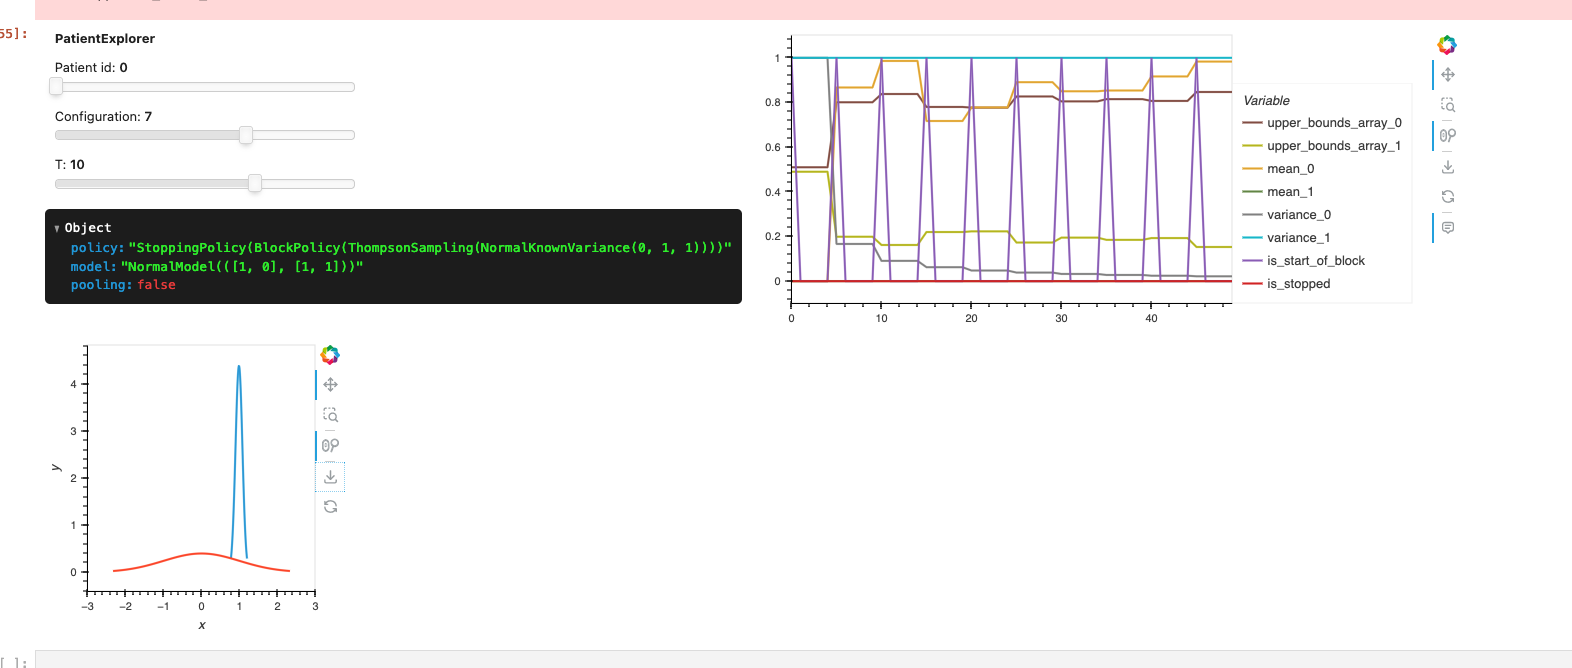 55]:
PatientExplorer
Patient id: 0
Configuration: 7
T: 10
Object
policy: "StoppingPolicy(BlockPolicy(ThompsonSampling(NormalKnownVariance(0, 1, 1))))"
model: "NormalModel(([1, 0], [1, 1]))"
pooling: false
1
0.8
0.6
0.4
0.2
0
0 10 20 30 40
Variable
upper_bounds_array_0
upper_bounds_array_1
mean_0
mean_1
variance_0
variance_1
is_start_of_block
is_stopped
4
3
2
1
0
y
−3 −2 −1 0 1 2 3
x
[ ]: